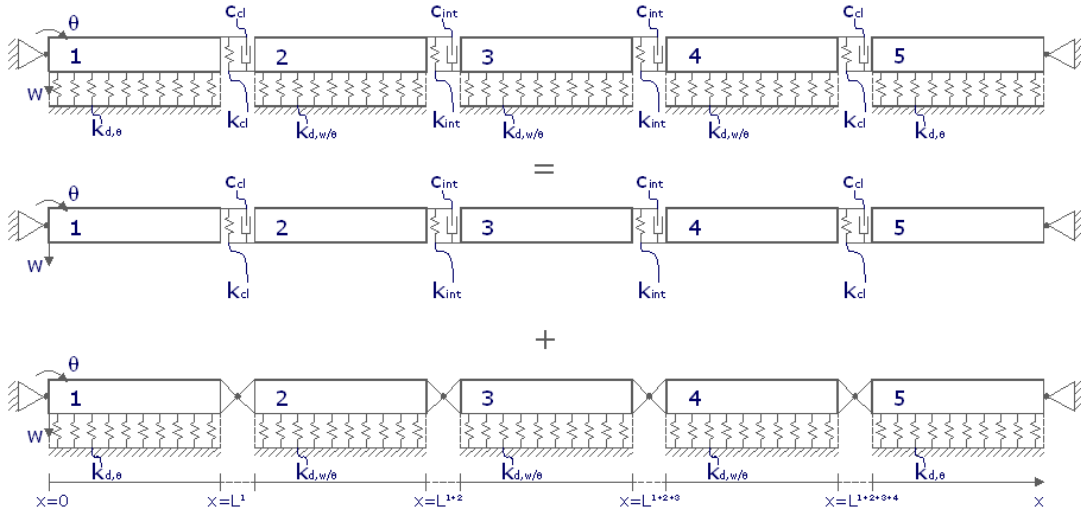 θ c_cl c_int c_int c_cl
1 2 3 4 5
w
k_d,θ k_cl k_d,w/θ k_int k_d,w/θ k_int k_d,w/θ k_cl k_d,θ
=
θ c_cl c_int c_int c_cl
1 2 3 4 5
w
k_cl k_int k_int k_cl
+
θ
1 2 3 4 5
w
k_d,θ k_d,w/θ k_d,w/θ k_d,w/θ k_d,θ
x=0 x=L¹ x=L¹⁺² x=L¹⁺²⁺³ x=L¹⁺²⁺³⁺⁴ x